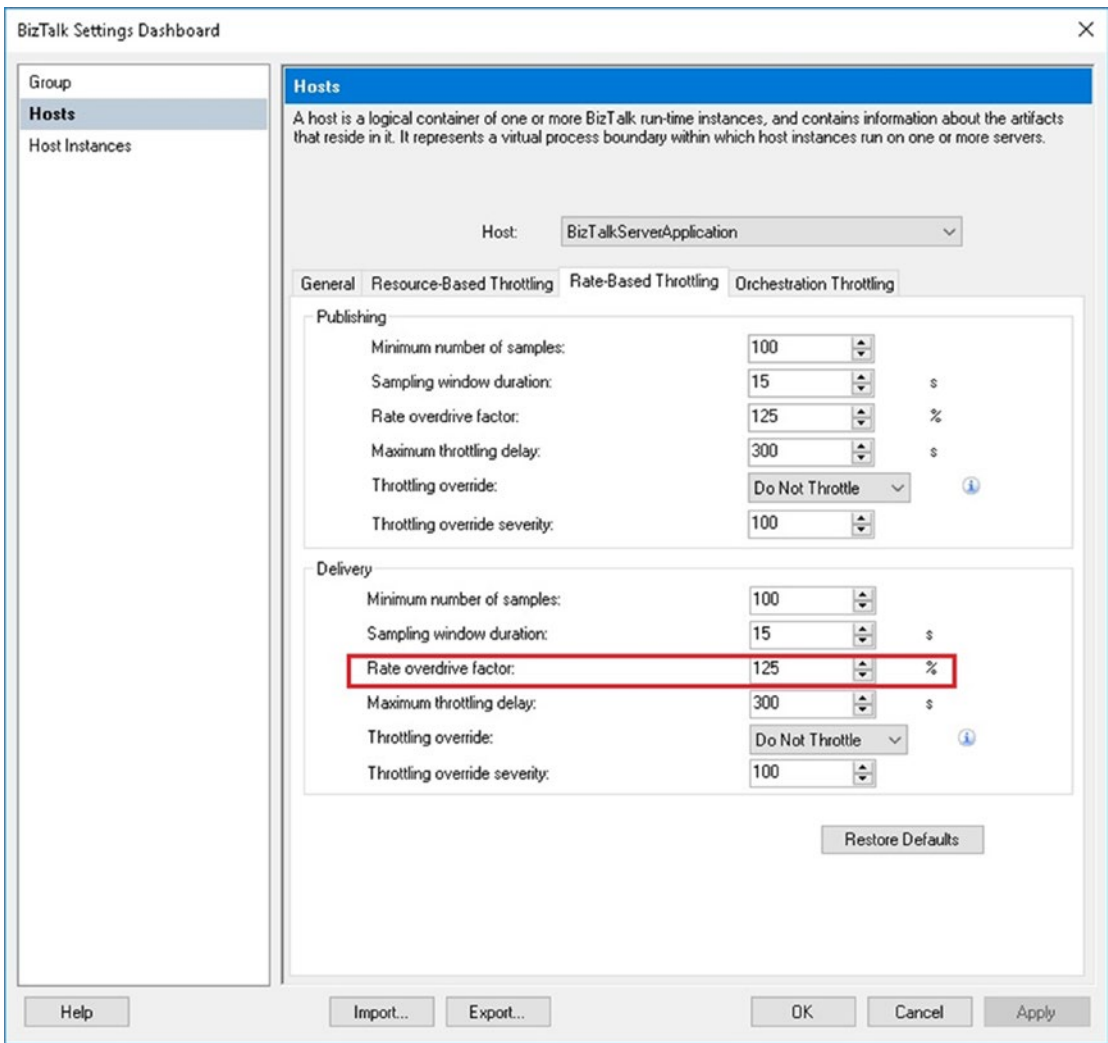 BizTalk Settings Dashboard
Group
Hosts
Host Instances
Hosts
A host is a logical container of one or more BizTalk run-time instances, and contains information about the artifacts
that reside in it. It represents a virtual process boundary within which host instances run on one or more servers.
Host: BizTalkServerApplication
General Resource-Based Throttling Rate-Based Throttling Orchestration Throttling
Publishing
Minimum number of samples: 100
Sampling window duration: 15 s
Rate overdrive factor: 125 %
Maximum throttling delay: 300 s
Throttling override: Do Not Throttle
Throttling override severity: 100
Delivery
Minimum number of samples: 100
Sampling window duration: 15 s
Rate overdrive factor: 125 %
Maximum throttling delay: 300 s
Throttling override: Do Not Throttle
Throttling override severity: 100
Restore Defaults
Help Import... Export... OK Cancel Apply